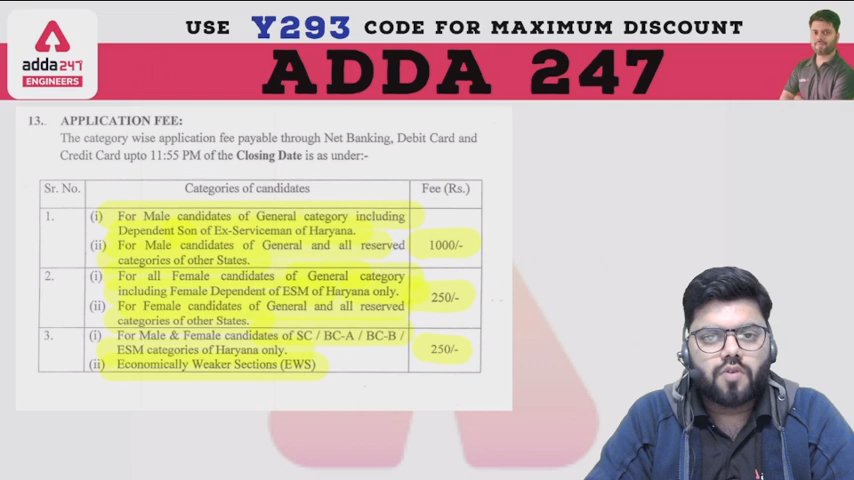 USE Y293 CODE FOR MAXIMUM DISCOUNT
ADDA 247
adda247
ENGINEERS
13. APPLICATION FEE:
The category wise application fee payable through Net Banking, Debit Card and
Credit Card upto 11:55 PM of the Closing Date is as under:-
Sr. No. Categories of candidates Fee (Rs.)
1. (i) For Male candidates of General category including
Dependent Son of Ex-Serviceman of Haryana.
(ii) For Male candidates of General and all reserved 1000/-
categories of other States.
2. (i) For all Female candidates of General category
including Female Dependent of ESM of Haryana only. 250/-
(ii) For Female candidates of General and all reserved
categories of other States.
3. (i) For Male & Female candidates of SC / BC-A / BC-B /
ESM categories of Haryana only. 250/-
(ii) Economically Weaker Sections (EWS)